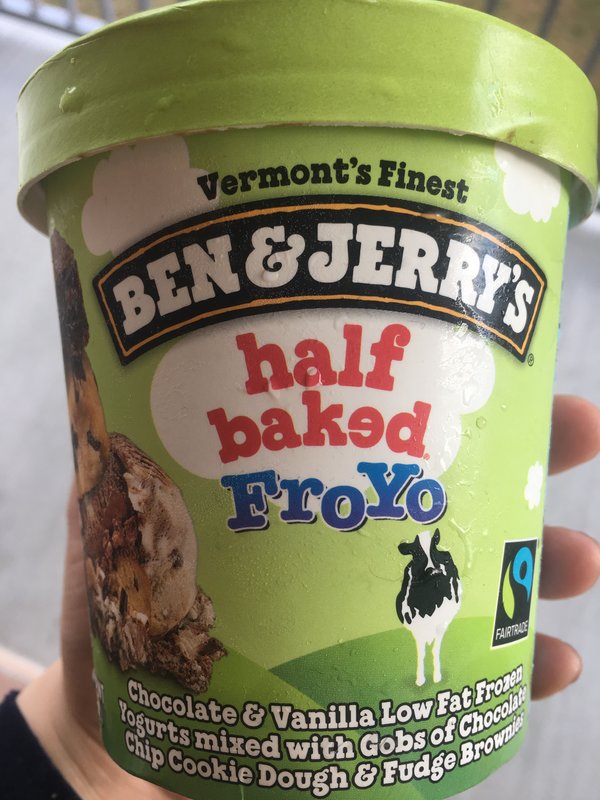 Vermont's Finest
BEN & JERRY'S
half
baked
FroYo
FAIRTRADE
Chocolate & Vanilla Low Fat Frozen
Yogurts mixed with Gobs of Chocolate
Chip Cookie Dough & Fudge Brownies